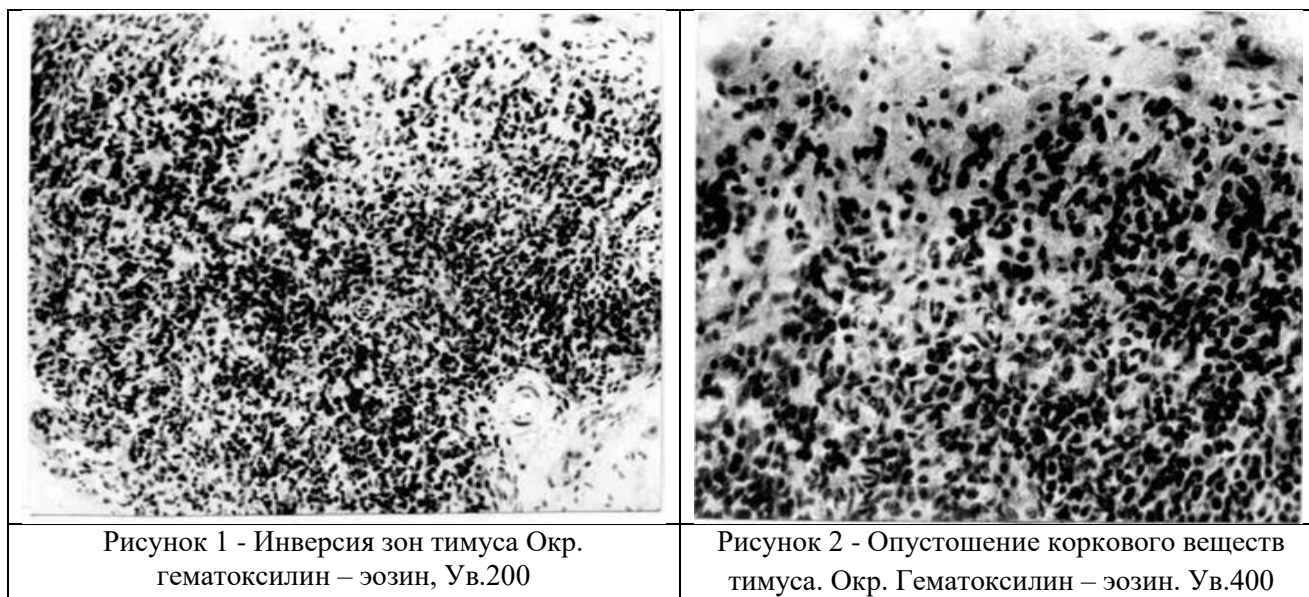 Рисунок 1 - Инверсия зон тимуса Окр.
гематоксилин – эозин, Ув.200
Рисунок 2 - Опустошение коркового веществ
тимуса. Окр. Гематоксилин – эозин. Ув.400